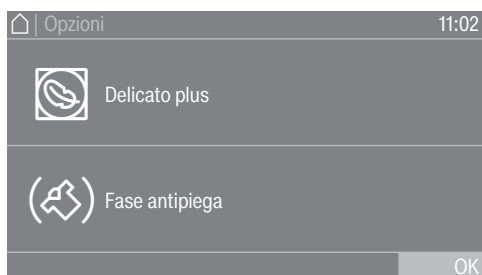 | Opzioni 11:02
Delicato plus
Fase antipiega
OK